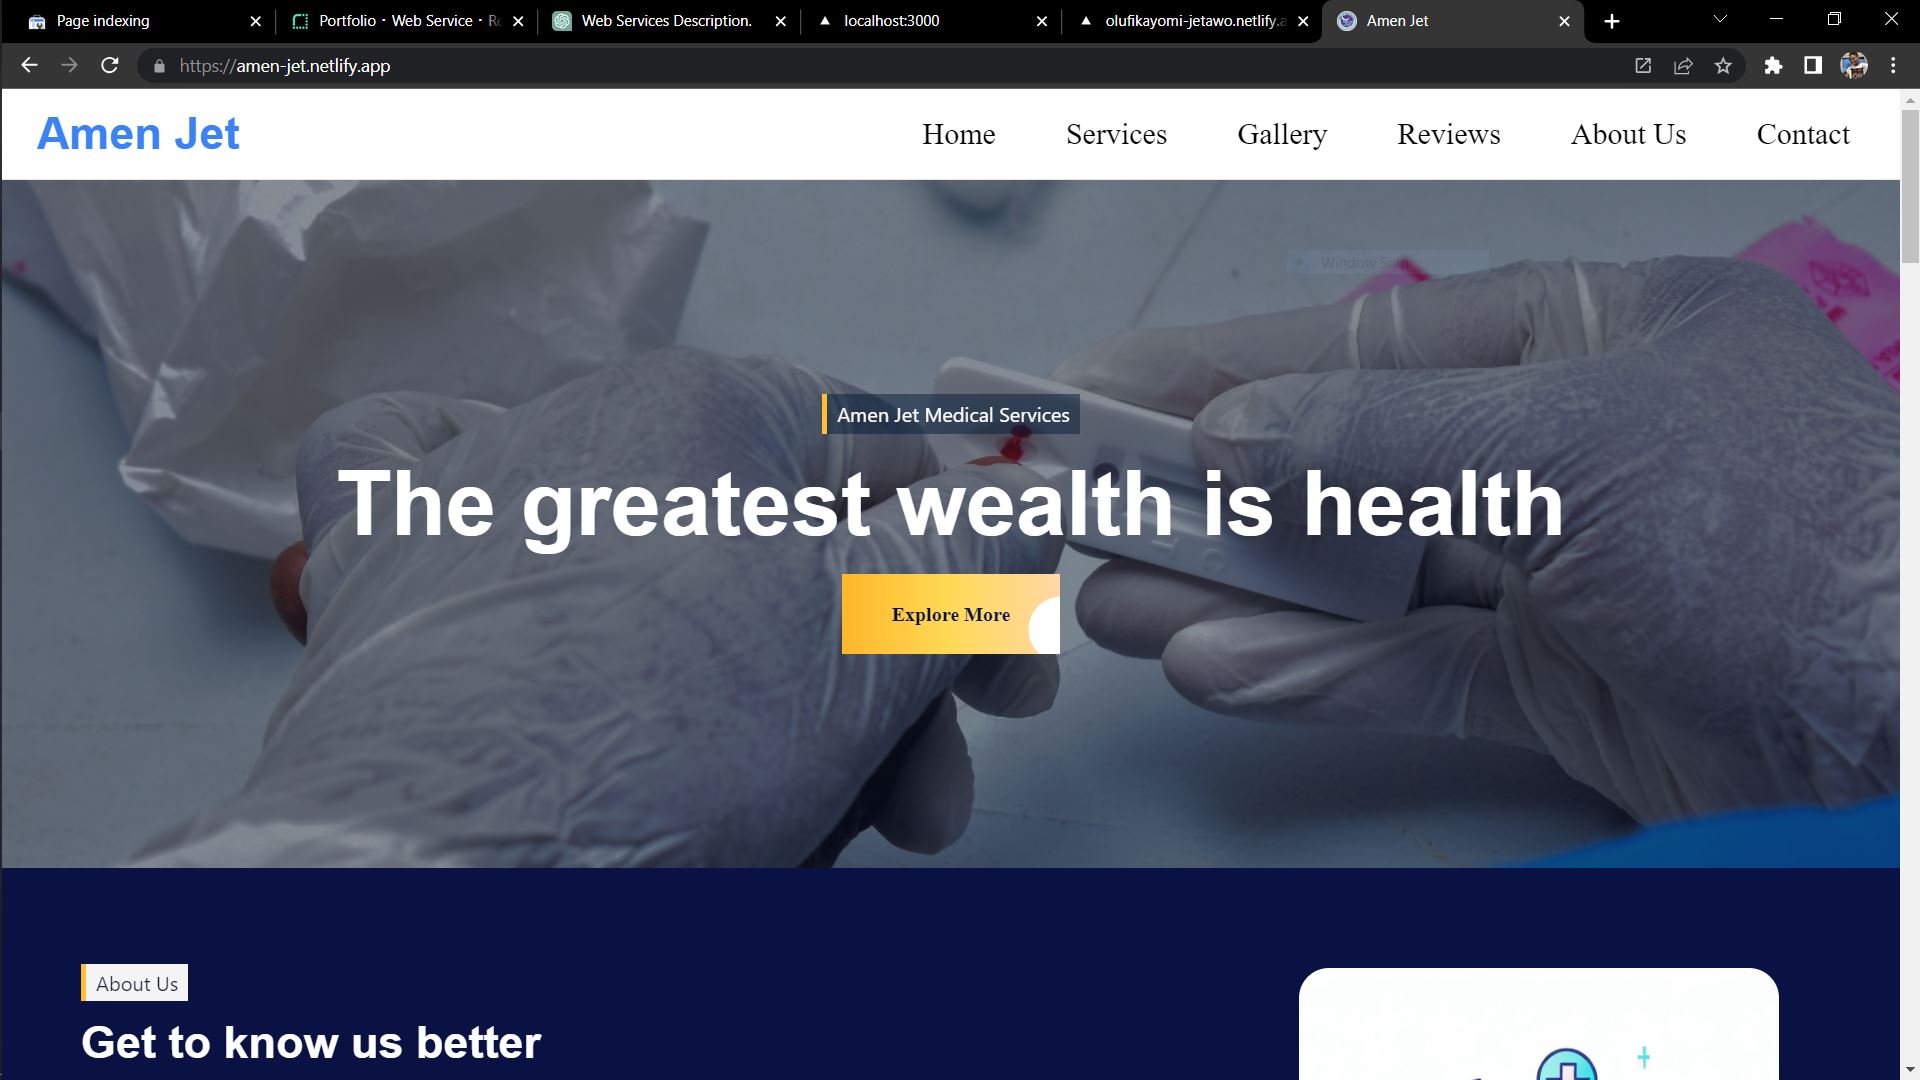 Page indexing
Portfolio · Web Service · Re
Web Services Description.
localhost:3000
olufikayomi-jetawo.netlify.a
Amen Jet
https://amen-jet.netlify.app
Amen Jet
Home
Services
Gallery
Reviews
About Us
Contact
Window Snip
Amen Jet Medical Services
The greatest wealth is health
Explore More
About Us
Get to know us better